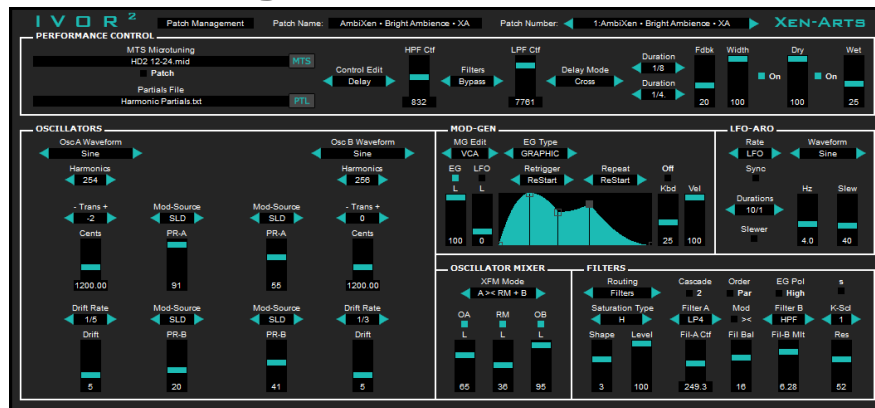 IVOR 2 Patch Management Patch Name: AmbiXen • Bright Ambience • XA Patch Number: 1:AmbiXen • Bright Ambience • XA XEN-ARTS
PERFORMANCE CONTROL
MTS Microtuning
HD2 12-24.mid MTS
Patch
Partials File
Harmonic Partials.txt PTL
Control Edit
Delay
HPF Ctf
832
Filters
Bypass
LPF Ctf
7761
Delay Mode
Cross
Duration
1/8
Duration
1/4.
Fdbk Width Dry Wet
On On
20 100 100 25
OSCILLATORS
Osc A Waveform Osc B Waveform
Sine Sine
Harmonics Harmonics
254 256
- Trans + Mod-Source Mod-Source - Trans +
-2 SLD SLD 0
Cents PR-A PR-A Cents
1200.00 91 55 1200.00
Drift Rate Mod-Source Mod-Source Drift Rate
1/5 SLD SLD 1/3
Drift PR-B PR-B Drift
5 20 41 5
MOD-GEN
MG Edit EG Type
VCA GRAPHIC
EG LFO Retrigger Repeat Off
ReStart ReStart
L L Kbd Vel
100 0 25 100
LFO-ARO
Rate Waveform
LFO Sine
Sync
Durations Hz Slew
10/1
Slewer
4.0 40
OSCILLATOR MIXER
XFM Mode
A >< RM + B
OA RM OB
L L L
65 36 95
FILTERS
Routing Cascade Order EG Pol s
Filters 2 Par High
Saturation Type Filter A Mod Filter B K-Scl
H LP4 >< HPF 1
Shape Level Fil-A Ctf Fil Bal Fil-B Mlt Res
3 100 249.3 16 6.28 52